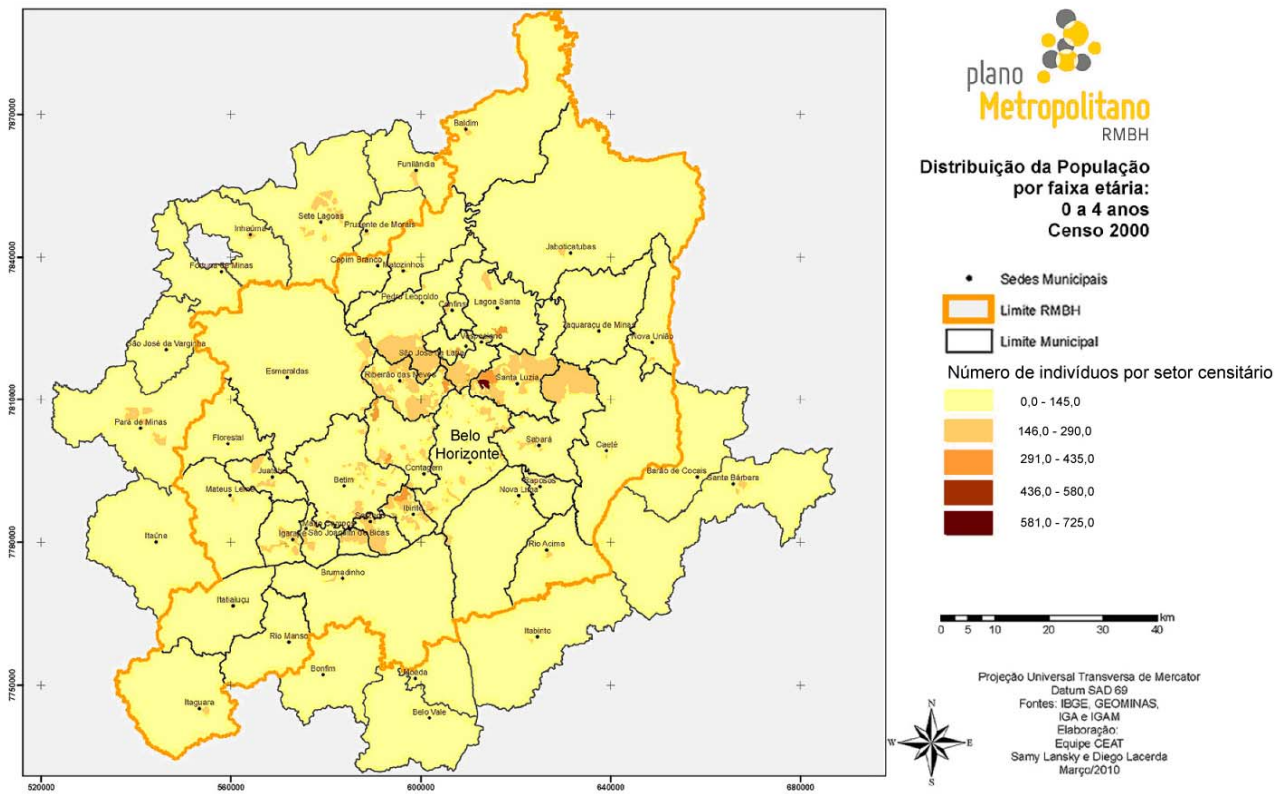 plano
Metropolitano
RMBH
Distribuição da População
por faixa etária:
0 a 4 anos
Censo 2000
Sedes Municipais
Limite RMBH
Limite Municipal
Número de indivíduos por setor censitário
0,0 - 145,0
146,0 - 290,0
291,0 - 435,0
436,0 - 580,0
581,0 - 725,0
km
0 5 10 20 30 40
Projeção Universal Transversa de Mercator
Datum SAD 69
Fontes: IBGE, GEOMINAS,
IGA e IGAM
Elaboração:
Equipe CEAT
Samy Lansky e Diego Lacerda
Março/2010
N
W E
S
7870000
7840000
7810000
7780000
7750000
520000 560000 600000 640000 680000
Baldim
Funilândia
Sete Lagoas
Prudente de Morais
Inhaúma
Jaboticatubas
Capim Branco
Matozinhos
Fortuna de Minas
Pedro Leopoldo
Confins
Lagoa Santa
Taquaraçu de Minas
Nova União
Vespasiano
São José da Varginha
São José da Lapa
Esmeraldas
Ribeirão das Neves
Santa Luzia
Pará de Minas
Florestal
Belo
Horizonte
Sabará
Caeté
Juatuba
Contagem
Barão de Cocais
Santa Bárbara
Betim
Raposos
Mateus Leme
Nova Lima
Ibirité
Sarzedo
Mário Campos
Igarapé
São Joaquim de Bicas
Itaúna
Rio Acima
Brumadinho
Itatiaiuçu
Rio Manso
Itabirito
Bonfim
Moeda
Itaguara
Belo Vale